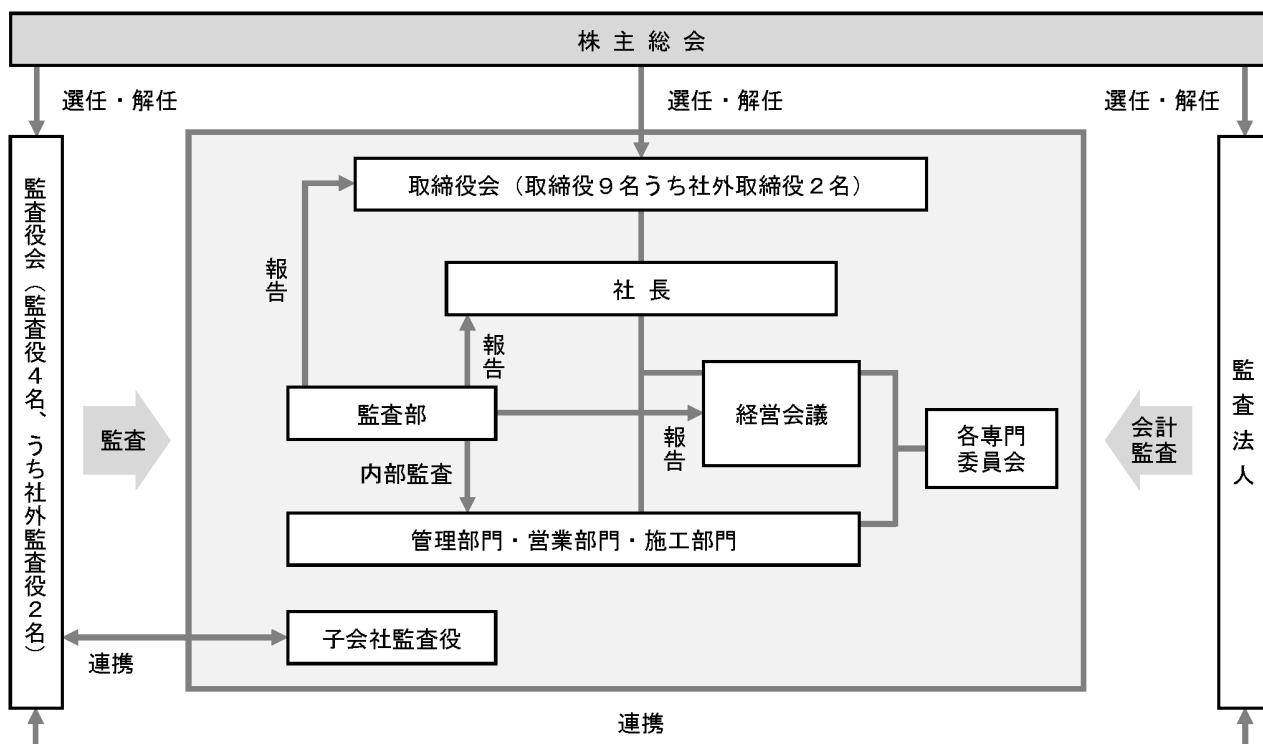 株主総会
選任・解任
選任・解任
選任・解任
監査役会（監査役４名、うち社外監査役２名）
取締役会（取締役９名うち社外取締役２名）
報告
社長
報告
監査部
経営会議
報告
各専門
委員会
監査
会計
監査
監査法人
内部監査
管理部門・営業部門・施工部門
子会社監査役
連携
連携